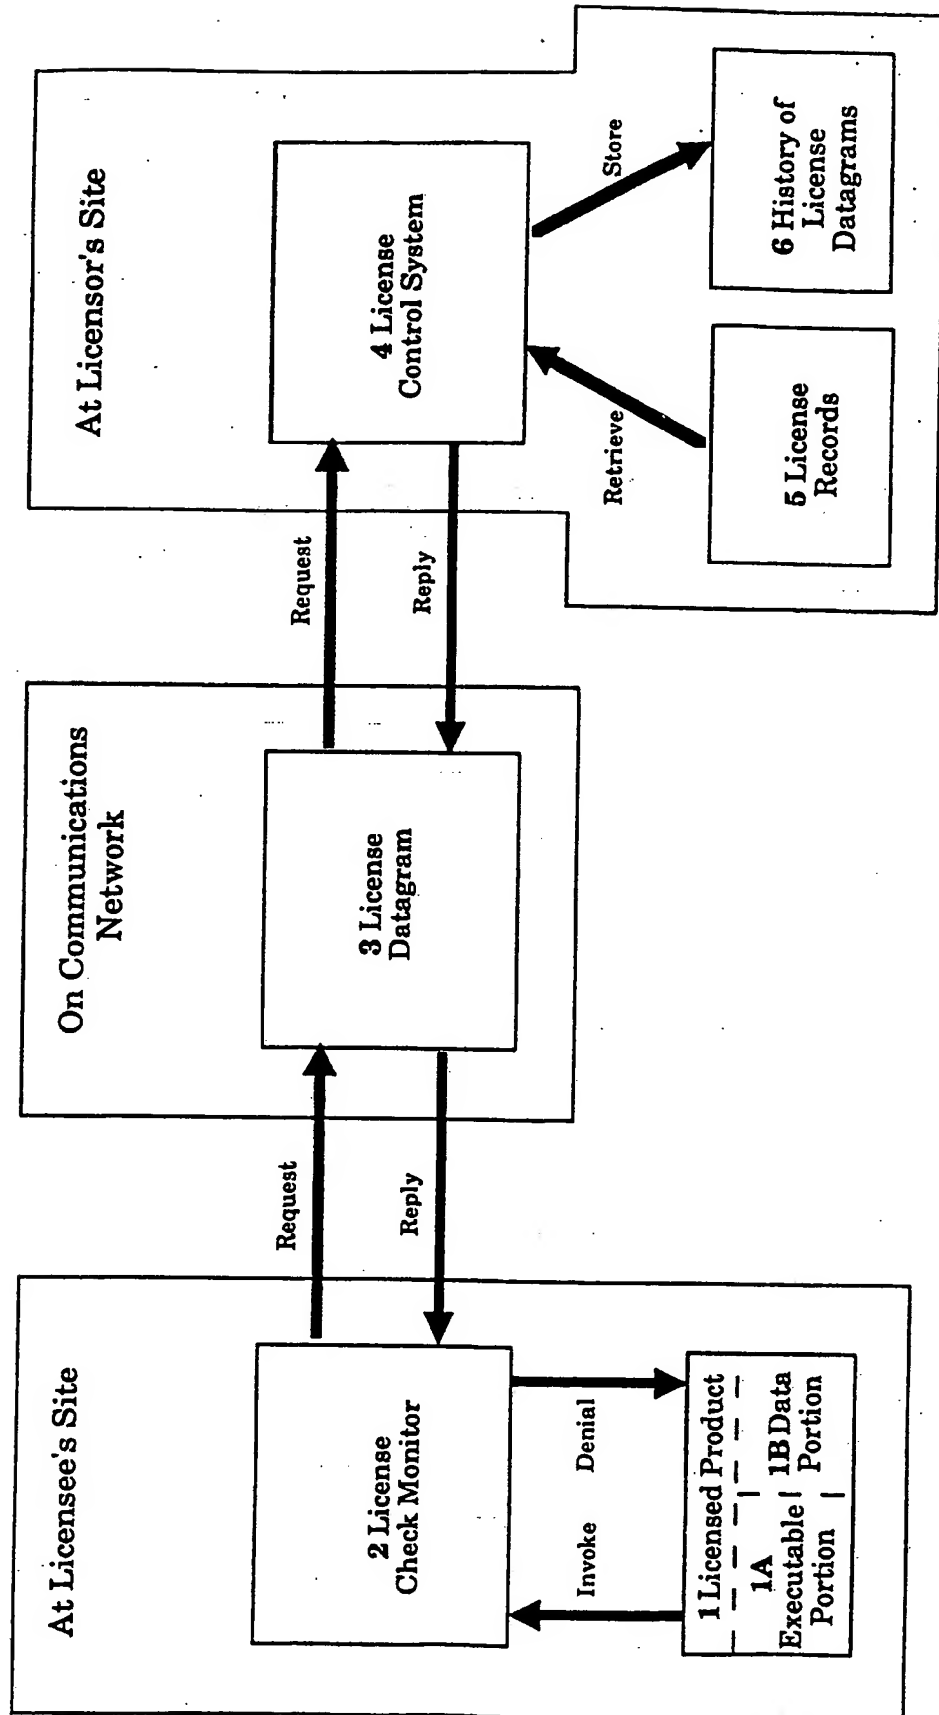 At Licensee's Site
2 License
Check Monitor
Invoke
Denial
1 Licensed Product
1A
Executable
Portion
1B Data
Portion
Request
Reply
On Communications
Network
3 License
Datagram
Request
Reply
At Licensor's Site
4 License
Control System
Retrieve
Store
5 License
Records
6 History of
License
Datagrams